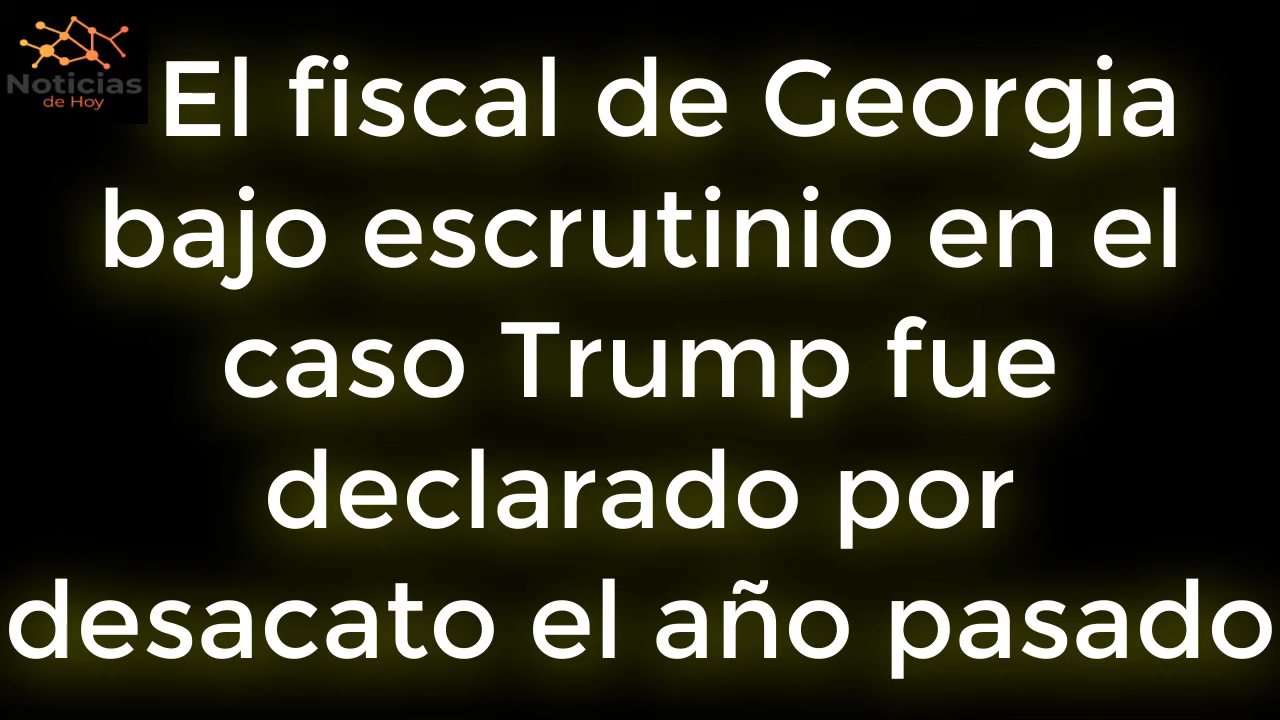 Noticias
de Hoy
El fiscal de Georgia
bajo escrutinio en el
caso Trump fue
declarado por
desacato el año pasado